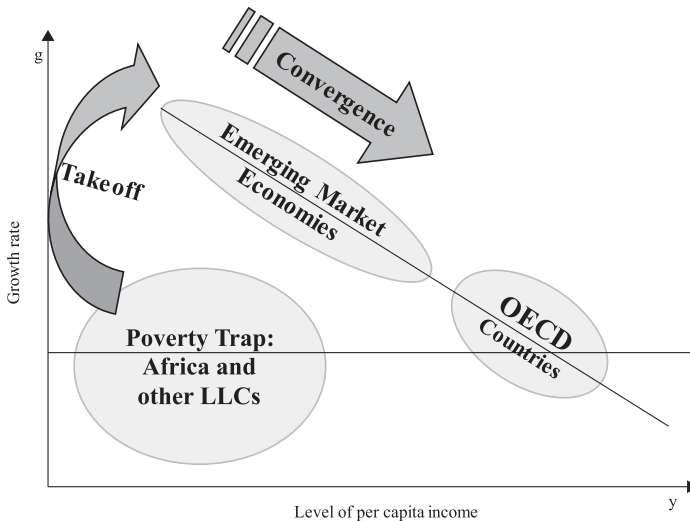 g
Convergence
Emerging Market
Economies
Takeoff
Growth rate
OECD
Countries
Poverty Trap:
Africa and
other LLCs
y
Level of per capita income